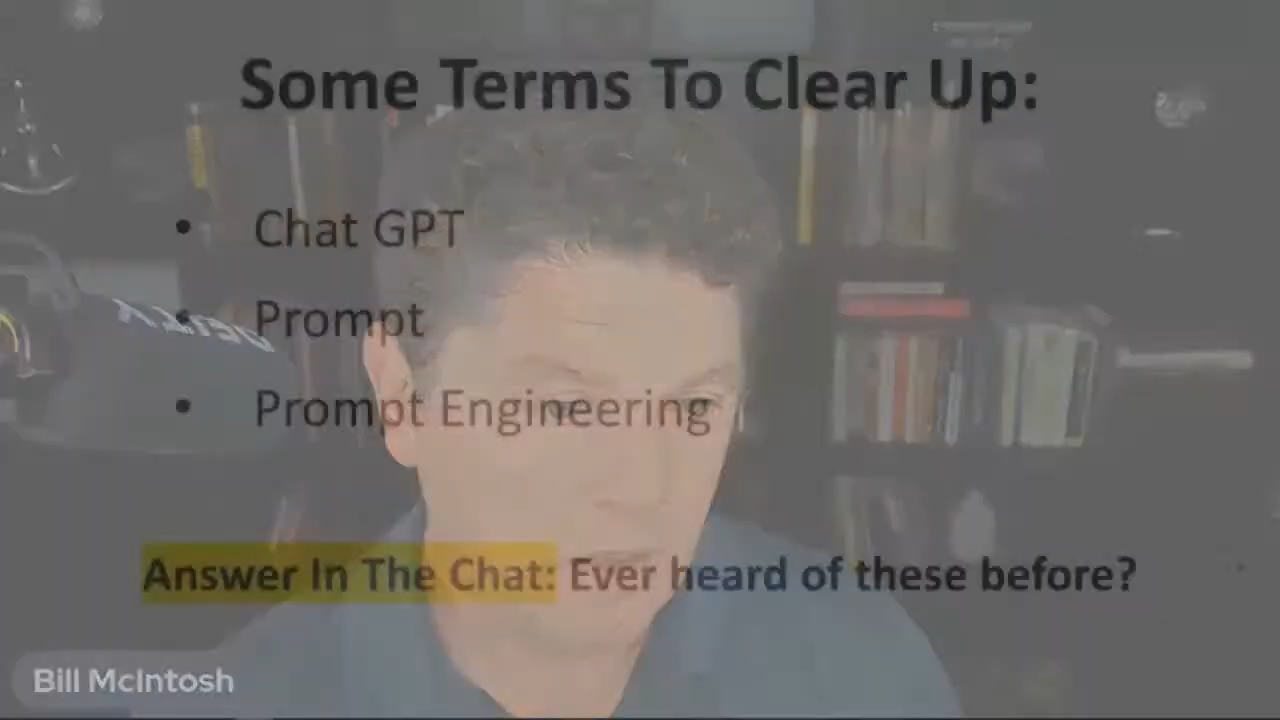 Some Terms To Clear Up:
• Chat GPT
• Prompt
• Prompt Engineering
Answer In The Chat: Ever heard of these before?
Bill McIntosh